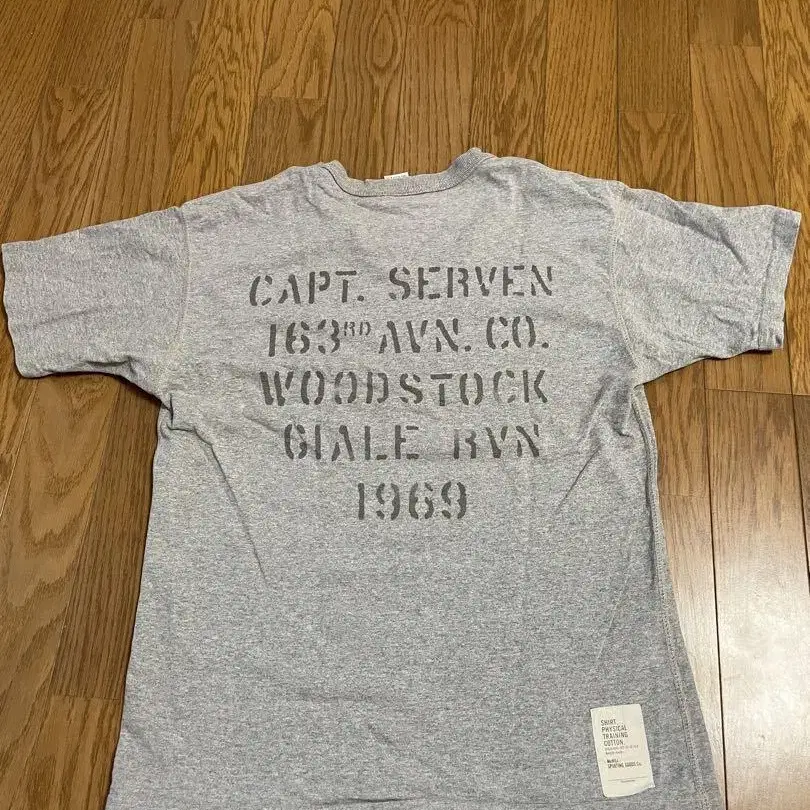 CAPT. SERVEN
163RD AVN. CO.
WOODSTOCK
GIALE RVN
1969
SHIRT
PHYSICAL
TRAINING
COTTON
SPORTING GOODS Co.